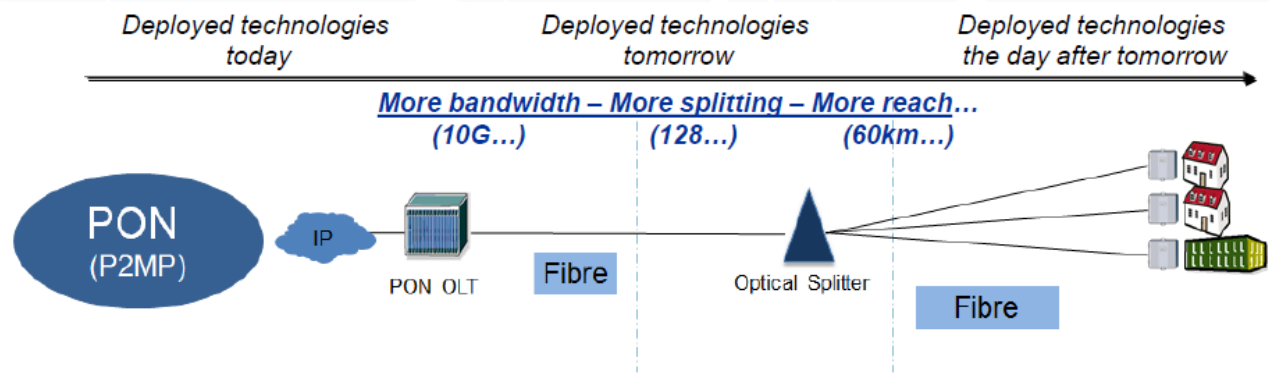 Deployed technologies
today
Deployed technologies
tomorrow
Deployed technologies
the day after tomorrow
More bandwidth – More splitting – More reach…
(10G…)
(128…)
(60km…)
PON
(P2MP)
IP
PON OLT
Fibre
Optical Splitter
Fibre